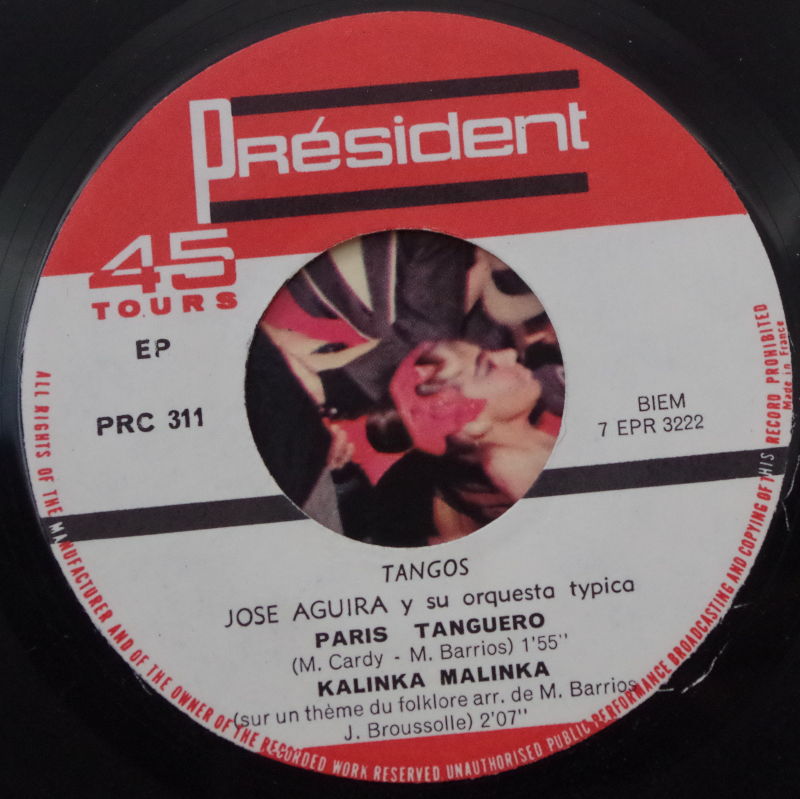 Président
45
TOURS
EP
PRC 311
BIEM
7 EPR 3222
TANGOS
JOSE AGUIRA y su orquesta typica
PARIS TANGUERO
(M. Cardy - M. Barrios) 1'55"
KALINKA MALINKA
(sur un thème du folklore arr. de M. Barrios
J. Broussolle) 2'07"
ALL RIGHTS OF THE MANUFACTURER AND OF THE OWNER OF THE RECORDED WORK RESERVED UNAUTHORISED PUBLIC PERFORMANCE BROADCASTING AND COPYING OF THIS RECORD PROHIBITED
Made in France